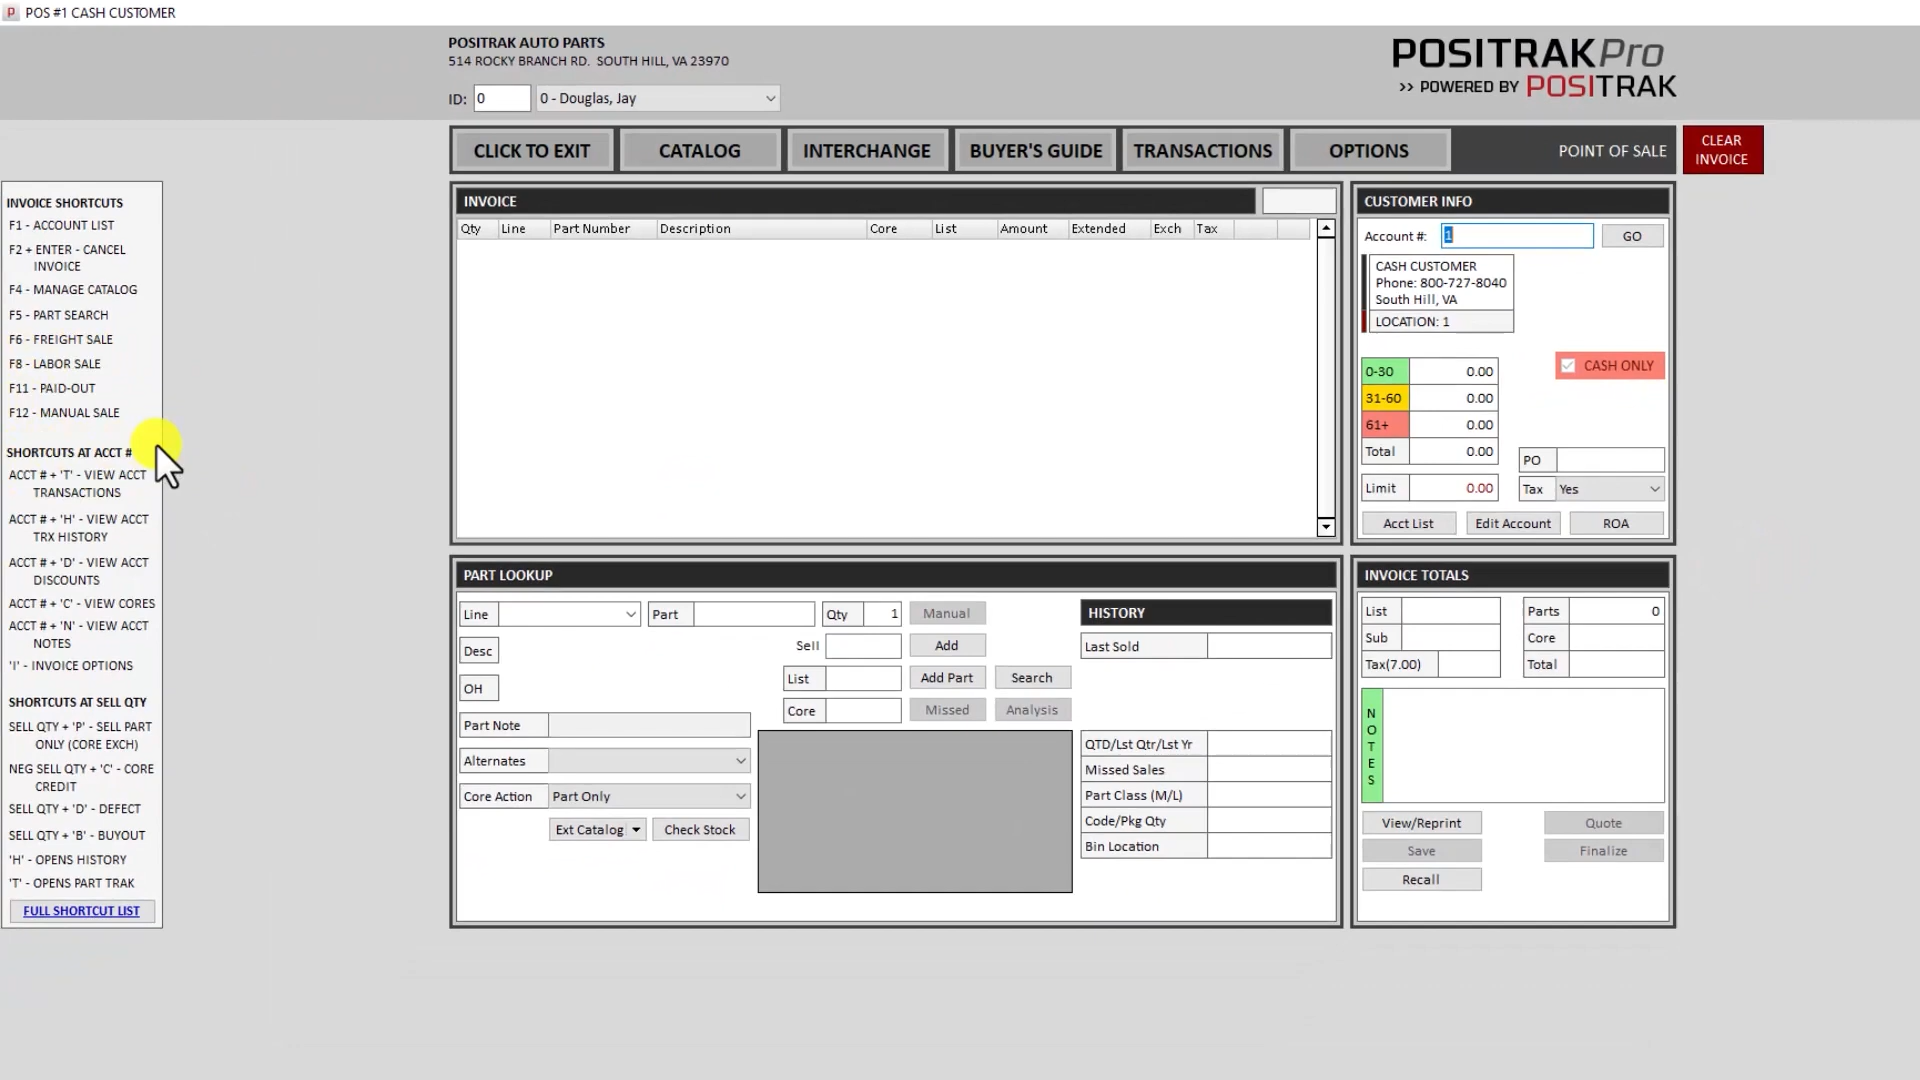 POS #1 CASH CUSTOMER
POSITRAK AUTO PARTS
514 ROCKY BRANCH RD. SOUTH HILL, VA 23970
ID: 0 0 - Douglas, Jay
POSITRAKPro
>> POWERED BY POSITRAK
CLICK TO EXIT CATALOG INTERCHANGE BUYER'S GUIDE TRANSACTIONS OPTIONS POINT OF SALE
CLEAR
INVOICE
INVOICE SHORTCUTS
F1 - ACCOUNT LIST
F2 + ENTER - CANCEL
INVOICE
F4 - MANAGE CATALOG
F5 - PART SEARCH
F6 - FREIGHT SALE
F8 - LABOR SALE
F11 - PAID-OUT
F12 - MANUAL SALE
SHORTCUTS AT ACCT #
ACCT # + 'T' - VIEW ACCT
TRANSACTIONS
ACCT # + 'H' - VIEW ACCT
TRX HISTORY
ACCT # + 'D' - VIEW ACCT
DISCOUNTS
ACCT # + 'C' - VIEW CORES
ACCT # + 'N' - VIEW ACCT
NOTES
'I' - INVOICE OPTIONS
SHORTCUTS AT SELL QTY
SELL QTY + 'P' - SELL PART
ONLY (CORE EXCH)
NEG SELL QTY + 'C' - CORE
CREDIT
SELL QTY + 'D' - DEFECT
SELL QTY + 'B' - BUYOUT
'H' - OPENS HISTORY
'T' - OPENS PART TRAK
FULL SHORTCUT LIST
INVOICE
Qty Line Part Number Description Core List Amount Extended Exch Tax
CUSTOMER INFO
Account #: 1 GO
CASH CUSTOMER
Phone: 800-727-8040
South Hill, VA
LOCATION: 1
CASH ONLY
0-30 0.00
31-60 0.00
61+ 0.00
Total 0.00
PO
Limit 0.00
Tax Yes
Acct List Edit Account ROA
PART LOOKUP
Line Part Qty 1 Manual
Desc Sell Add
OH List Add Part Search
Core Missed Analysis
Part Note
Alternates
Core Action Part Only
Ext Catalog Check Stock
HISTORY
Last Sold
QTD/Lst Qtr/Lst Yr
Missed Sales
Part Class (M/L)
Code/Pkg Qty
Bin Location
INVOICE TOTALS
List Parts 0
Sub Core
Tax(7.00) Total
N
O
T
E
S
View/Reprint Quote
Save Finalize
Recall